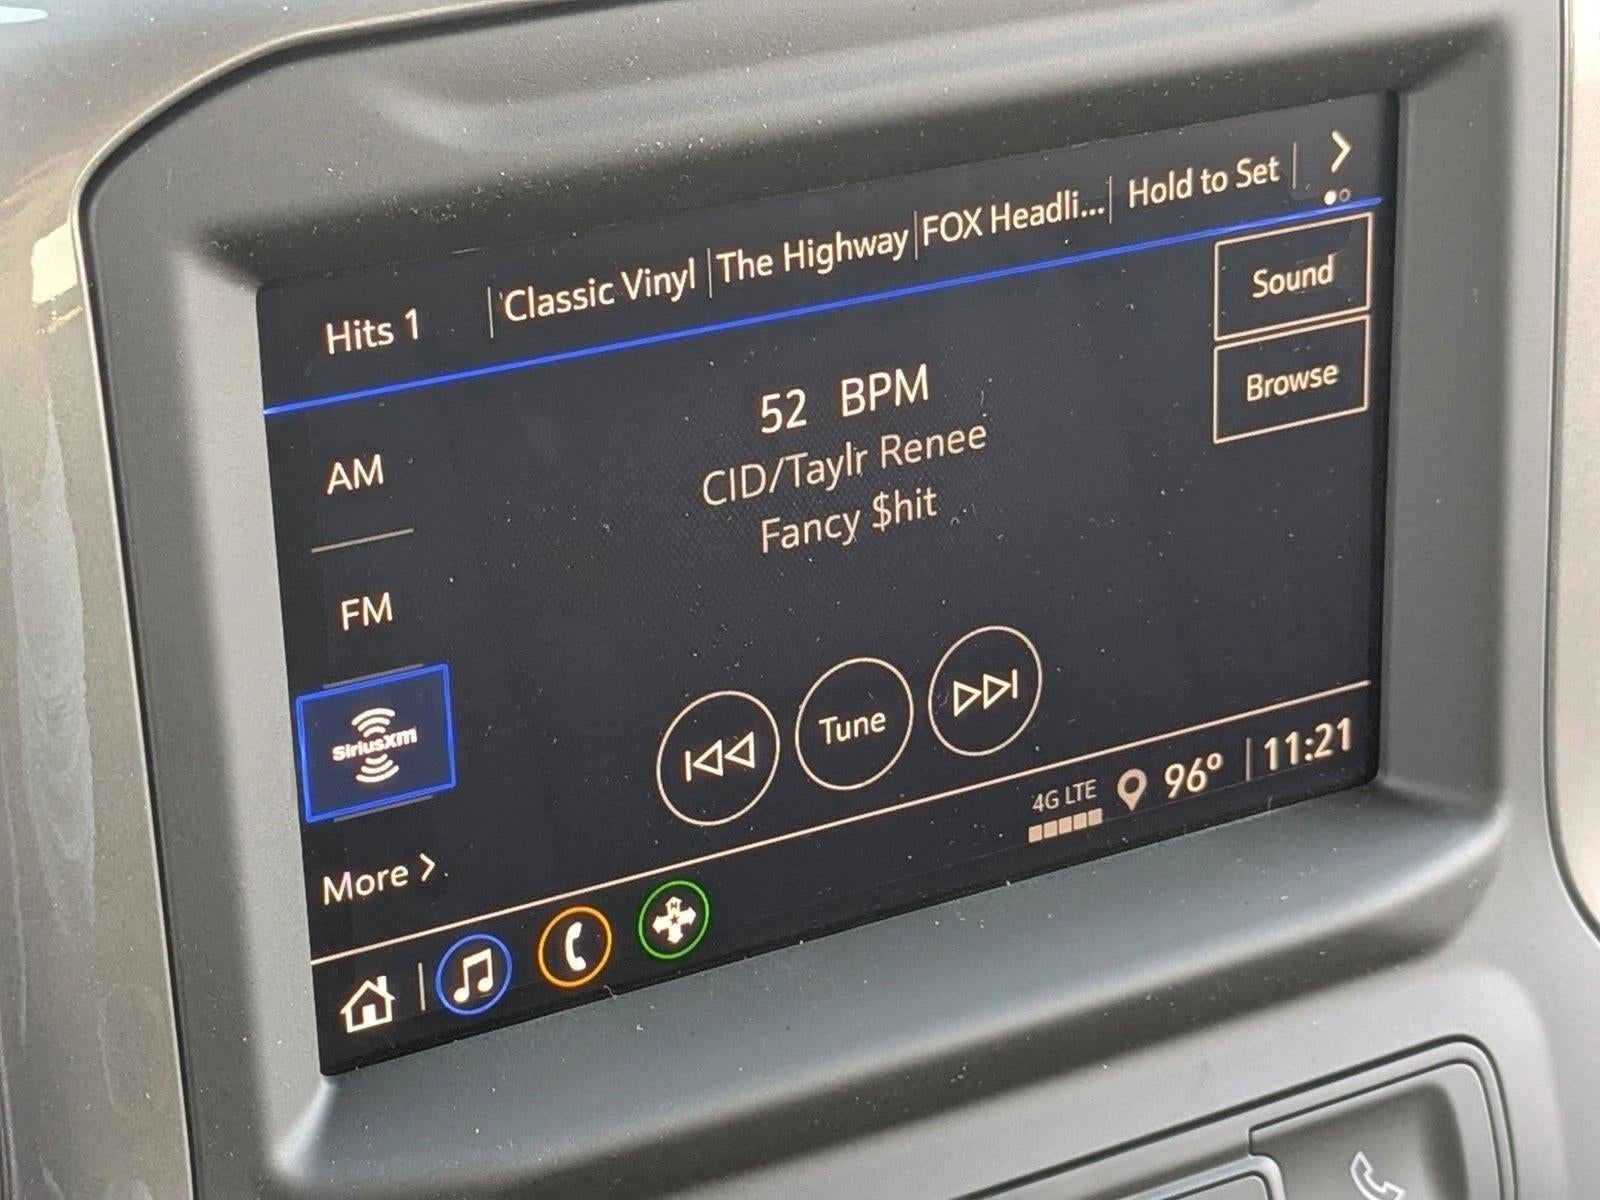 Hits 1 | Classic Vinyl | The Highway | FOX Headli... | Hold to Set |
Sound
Browse
52 BPM
CID/Taylr Renee
Fancy $hit
AM
FM
SiriusXM
More
Tune
4G LTE
96° | 11:21
N